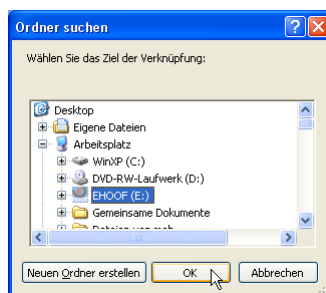 Ordner suchen
Wählen Sie das Ziel der Verknüpfung:
Desktop
Eigene Dateien
Arbeitsplatz
WinXP (C:)
DVD-RW-Laufwerk (D:)
EHOOF (E:)
Gemeinsame Dokumente
Neuen Ordner erstellen OK Abbrechen